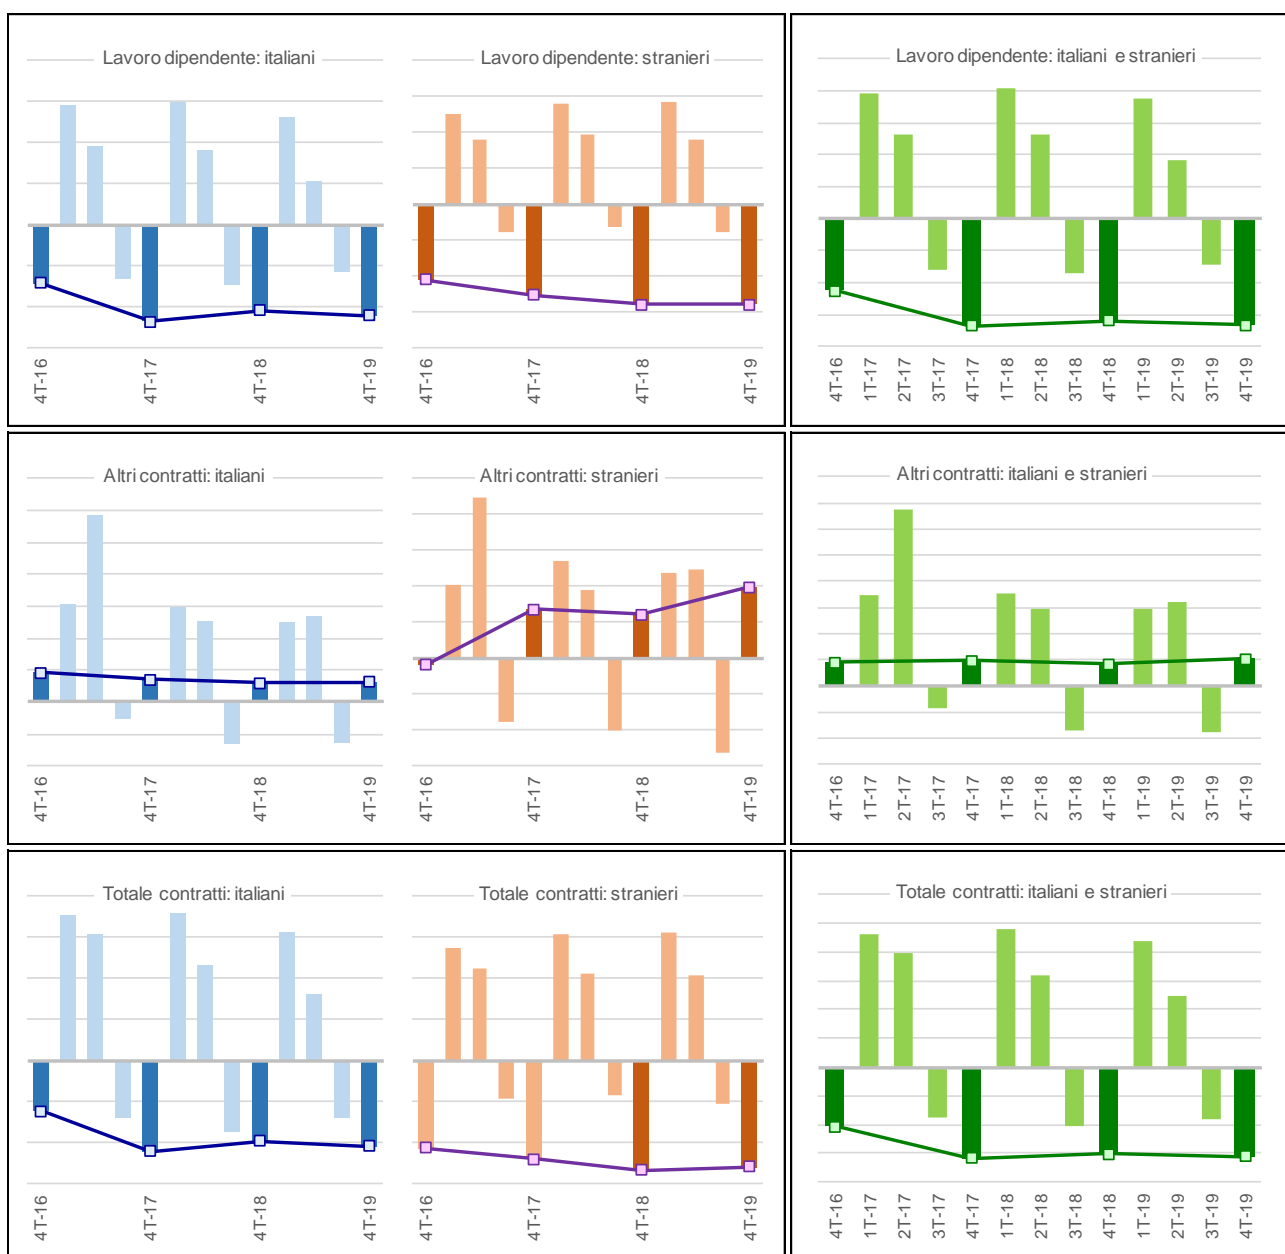 Lavoro dipendente: italiani
Lavoro dipendente: stranieri
Lavoro dipendente: italiani e stranieri
4T-16
4T-17
4T-18
4T-19
4T-16
4T-17
4T-18
4T-19
4T-16
1T-17
2T-17
3T-17
4T-17
1T-18
2T-18
3T-18
4T-18
1T-19
2T-19
3T-19
4T-19
Altri contratti: italiani
Altri contratti: stranieri
Altri contratti: italiani e stranieri
4T-16
4T-17
4T-18
4T-19
4T-16
4T-17
4T-18
4T-19
4T-16
1T-17
2T-17
3T-17
4T-17
1T-18
2T-18
3T-18
4T-18
1T-19
2T-19
3T-19
4T-19
Totale contratti: italiani
Totale contratti: stranieri
Totale contratti: italiani e stranieri
4T-16
4T-17
4T-18
4T-19
4T-16
4T-17
4T-18
4T-19
4T-16
1T-17
2T-17
3T-17
4T-17
1T-18
2T-18
3T-18
4T-18
1T-19
2T-19
3T-19
4T-19